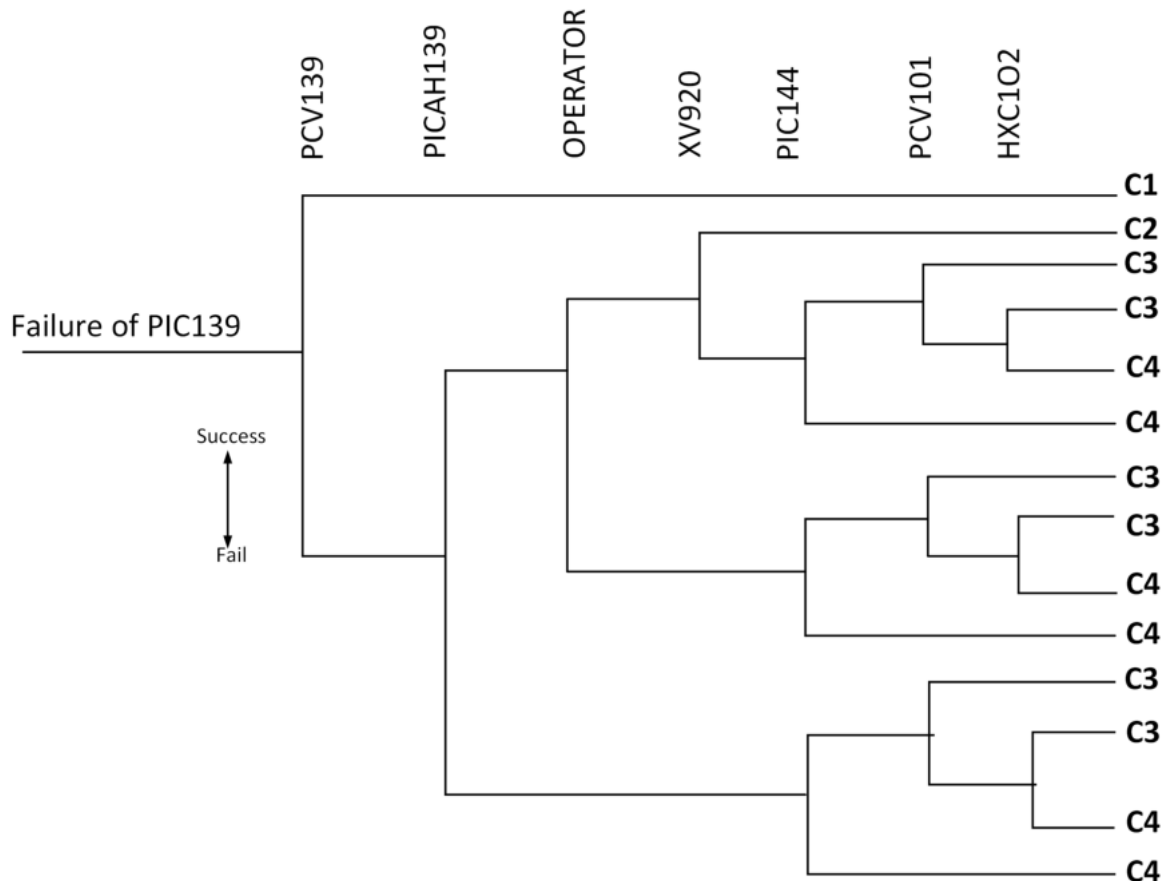 PCV139
PICAH139
OPERATOR
XV920
PIC144
PCV101
HXC1O2
C1
C2
C3
Failure of PIC139
C3
C4
C4
Success
Fail
C3
C3
C4
C4
C3
C3
C4
C4